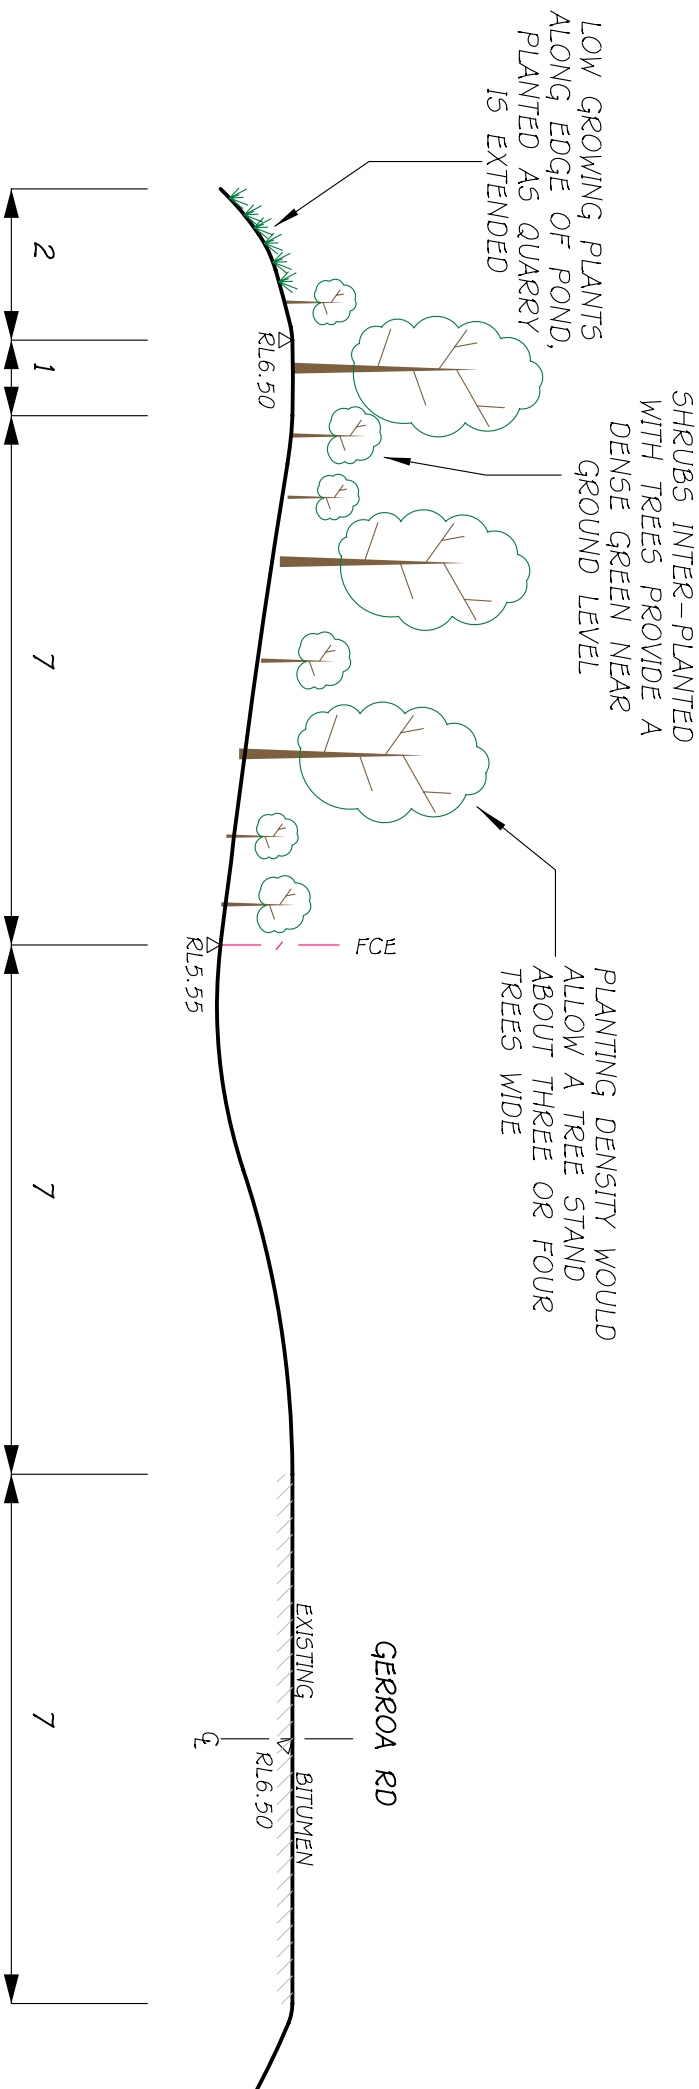 LOW GROWING PLANTS
ALONG EDGE OF POND,
PLANTED AS QUARRY
IS EXTENDED
SHRUBS INTER-PLANTED
WITH TREES PROVIDE A
DENSE GREEN NEAR
GROUND LEVEL
PLANTING DENSITY WOULD
ALLOW A TREE STAND
ABOUT THREE OR FOUR
TREES WIDE
FCE
GERROA RD
RL6.50
RL5.55
EXISTING BITUMEN
RL6.50
CL
2
1
7
7
7